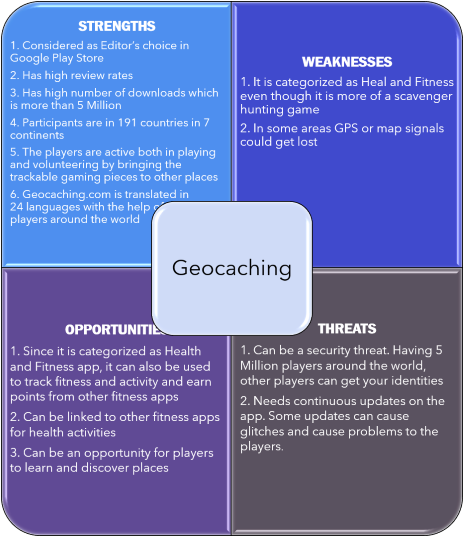 STRENGTHS
1. Considered as Editor's choice in
Google Play Store
2. Has high review rates
3. Has high number of downloads which
is more than 5 Million
4. Participants are in 191 countries in 7
continents
5. The players are active both in playing
and volunteering by bringing the
trackable gaming pieces to other places
6. Geocaching.com is translated in
24 languages with the help
players around the world
WEAKNESSES
1. It is categorized as Heal and Fitness
even though it is more of a scavenger
hunting game
2. In some areas GPS or map signals
could get lost
Geocaching
OPPORTUNITIE
1. Since it is categorized as Health
and Fitness app, it can also be used
to track fitness and activity and earn
points from other fitness apps
2. Can be linked to other fitness apps
for health activities
3. Can be an opportunity for players
to learn and discover places
THREATS
1. Can be a security threat. Having 5
Million players around the world,
other players can get your identities
2. Needs continuous updates on the
app. Some updates can cause
glitches and cause problems to the
players.